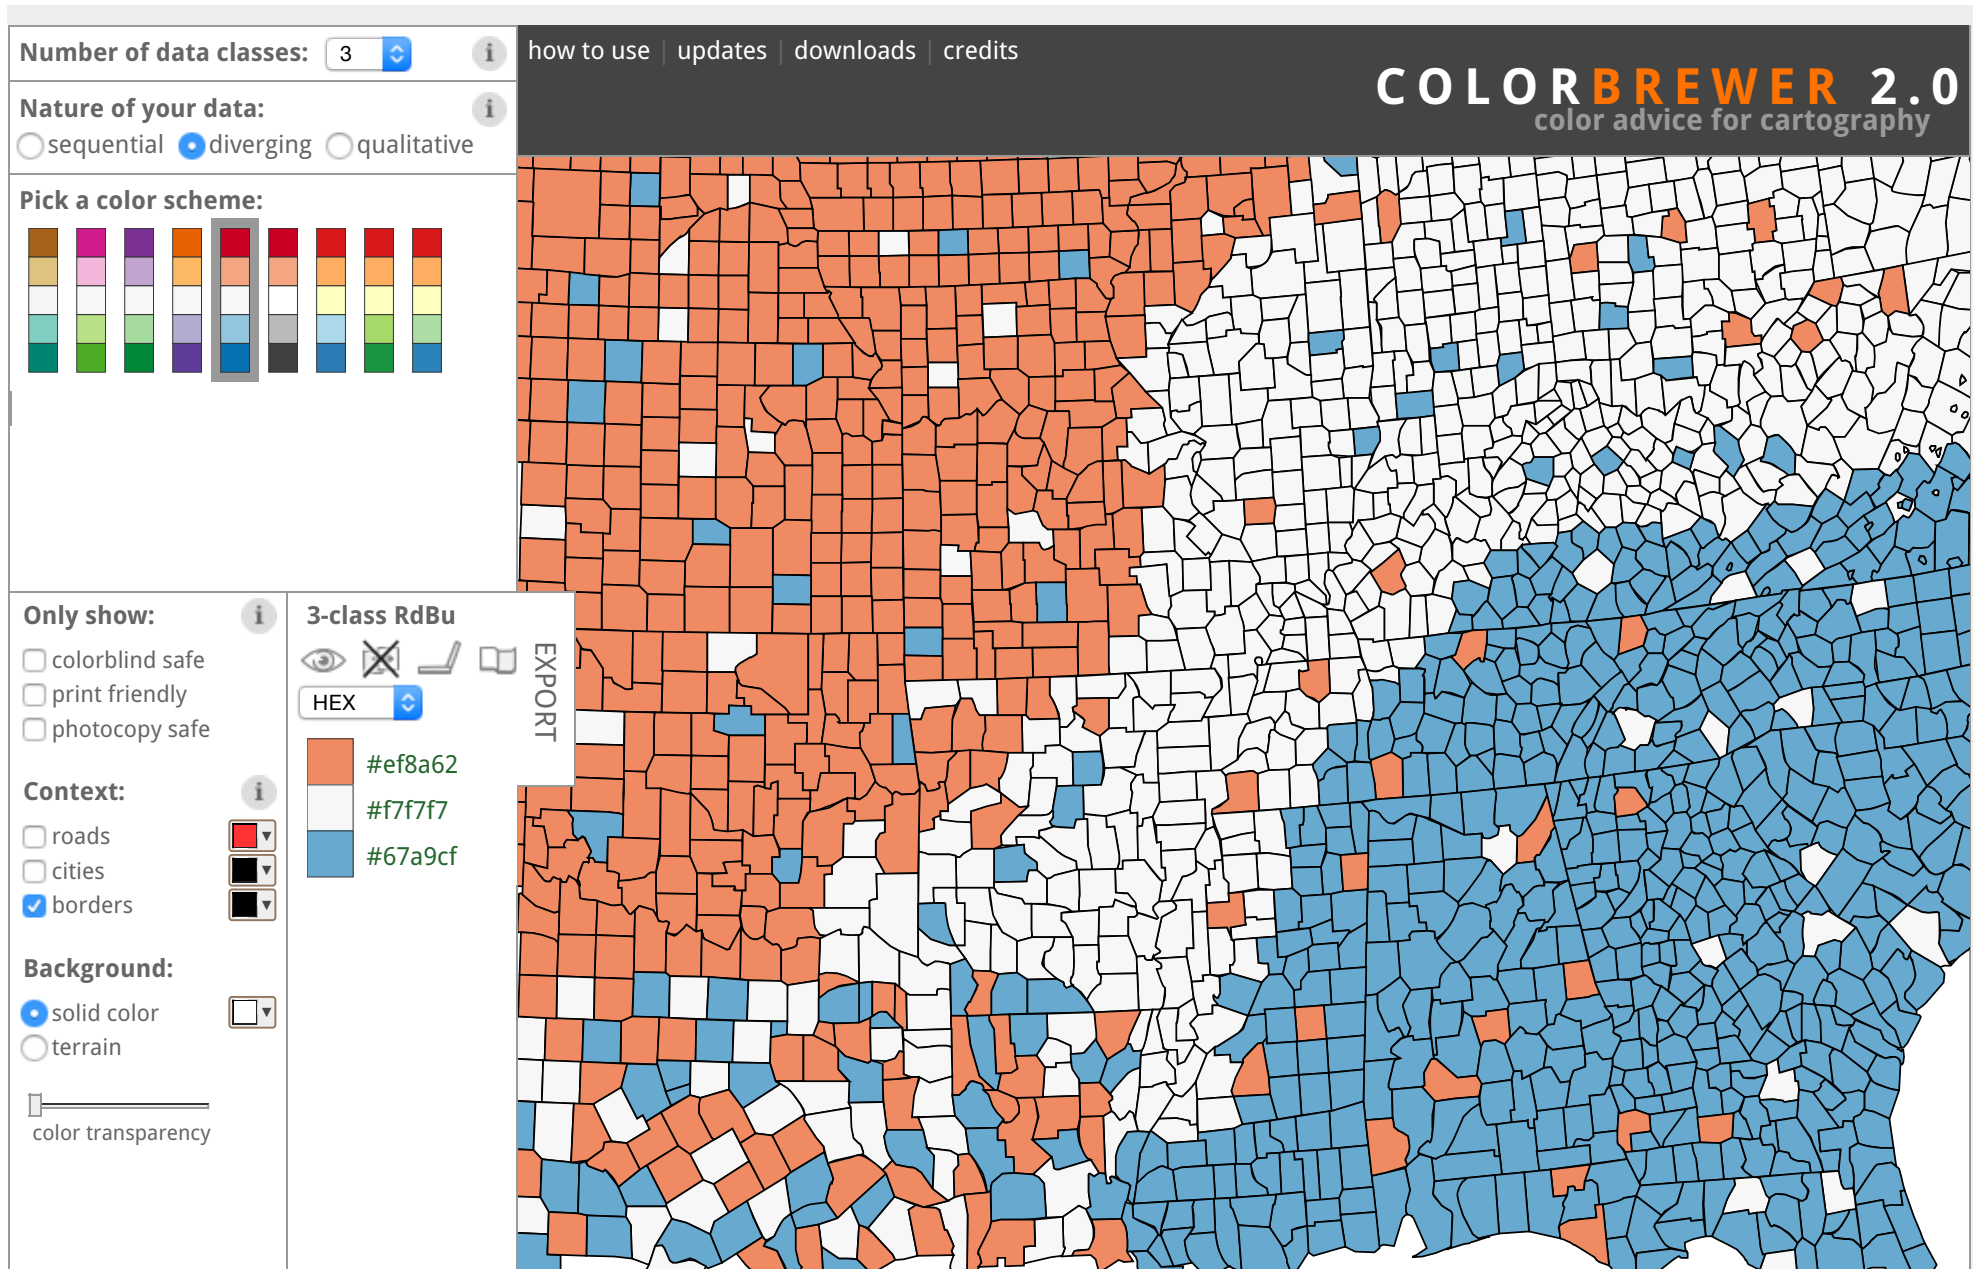 Number of data classes: 3 i
how to use | updates | downloads | credits
COLORBREWER 2.0
color advice for cartography
Nature of your data: i
sequential diverging qualitative
Pick a color scheme:
Only show: i
colorblind safe
print friendly
photocopy safe
Context: i
roads
cities
borders
Background:
solid color
terrain
color transparency
3-class RdBu
HEX
#ef8a62
#f7f7f7
#67a9cf
EXPORT